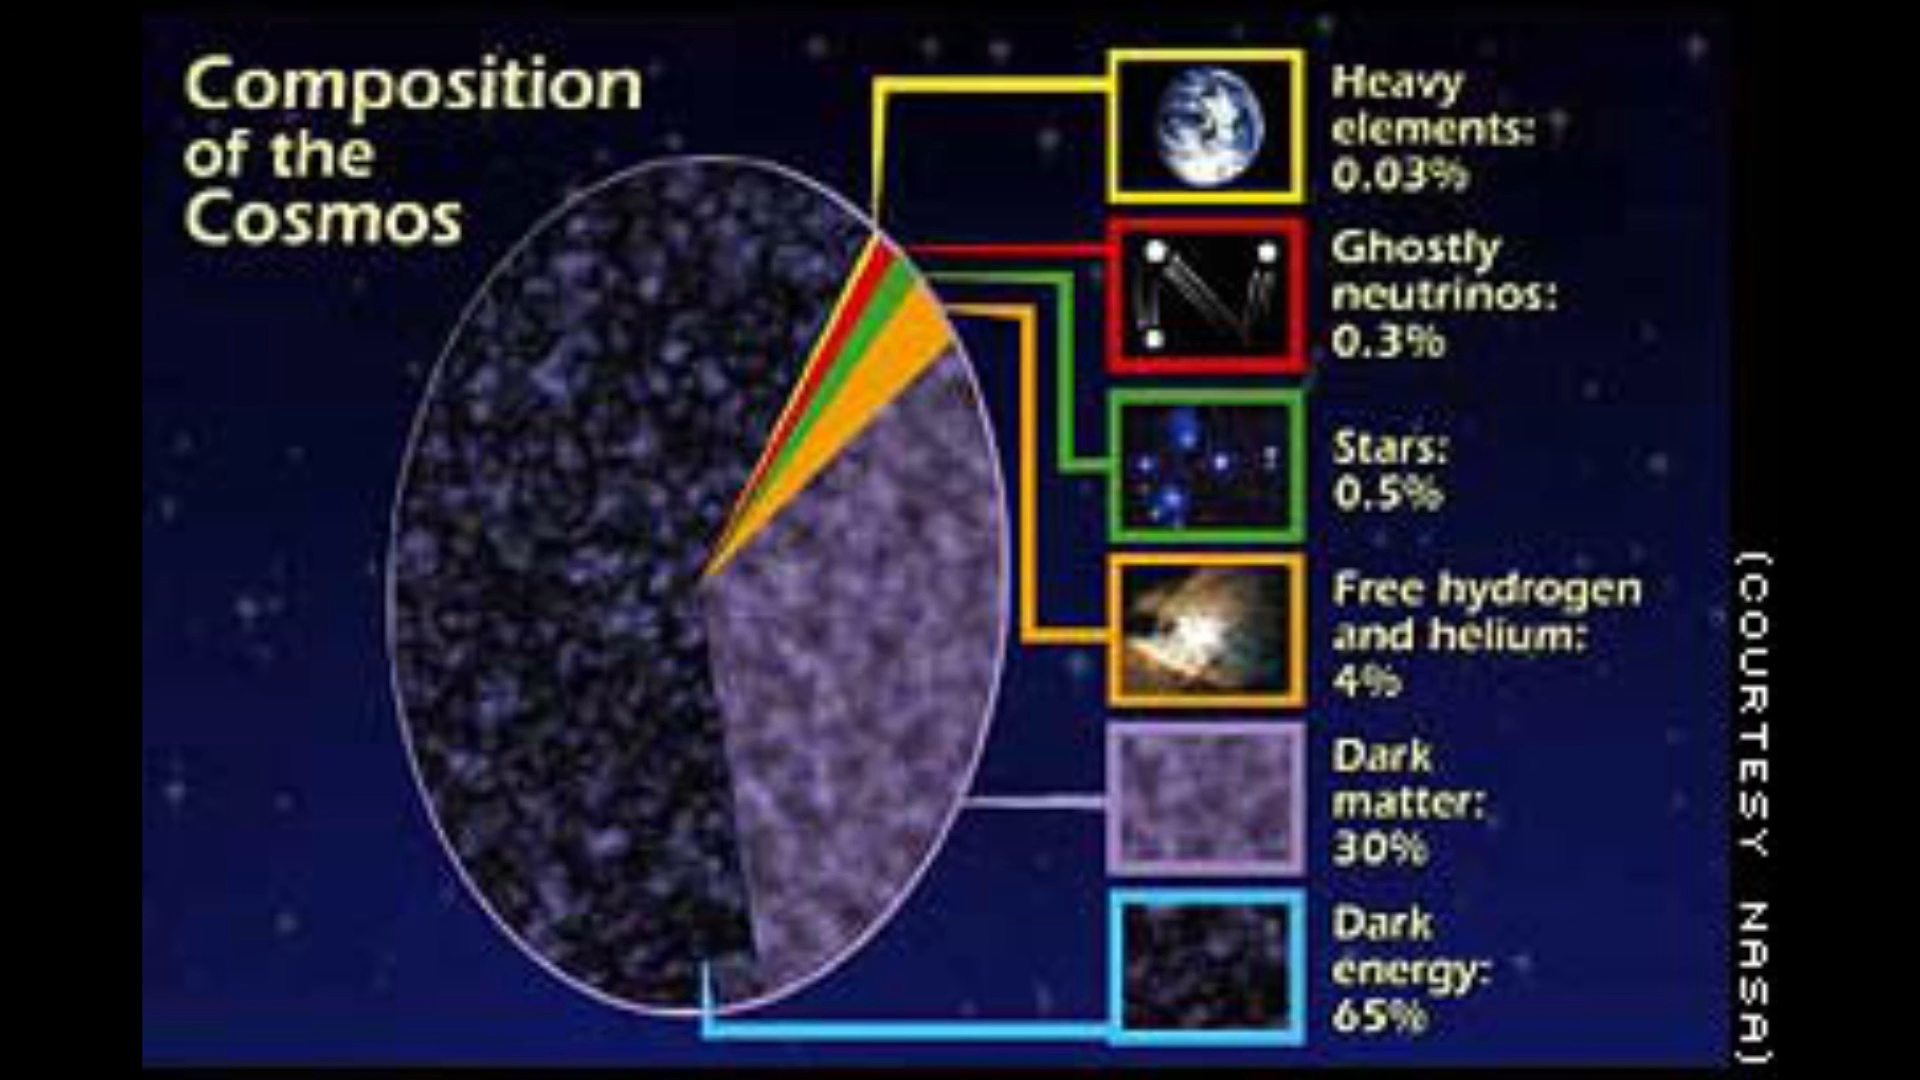 Composition
of the
Cosmos
Heavy
elements:
0.03%
Ghostly
neutrinos:
0.3%
Stars:
0.5%
Free hydrogen
and helium:
4%
Dark
matter:
30%
Dark
energy:
65%
(COURTESY NASA)